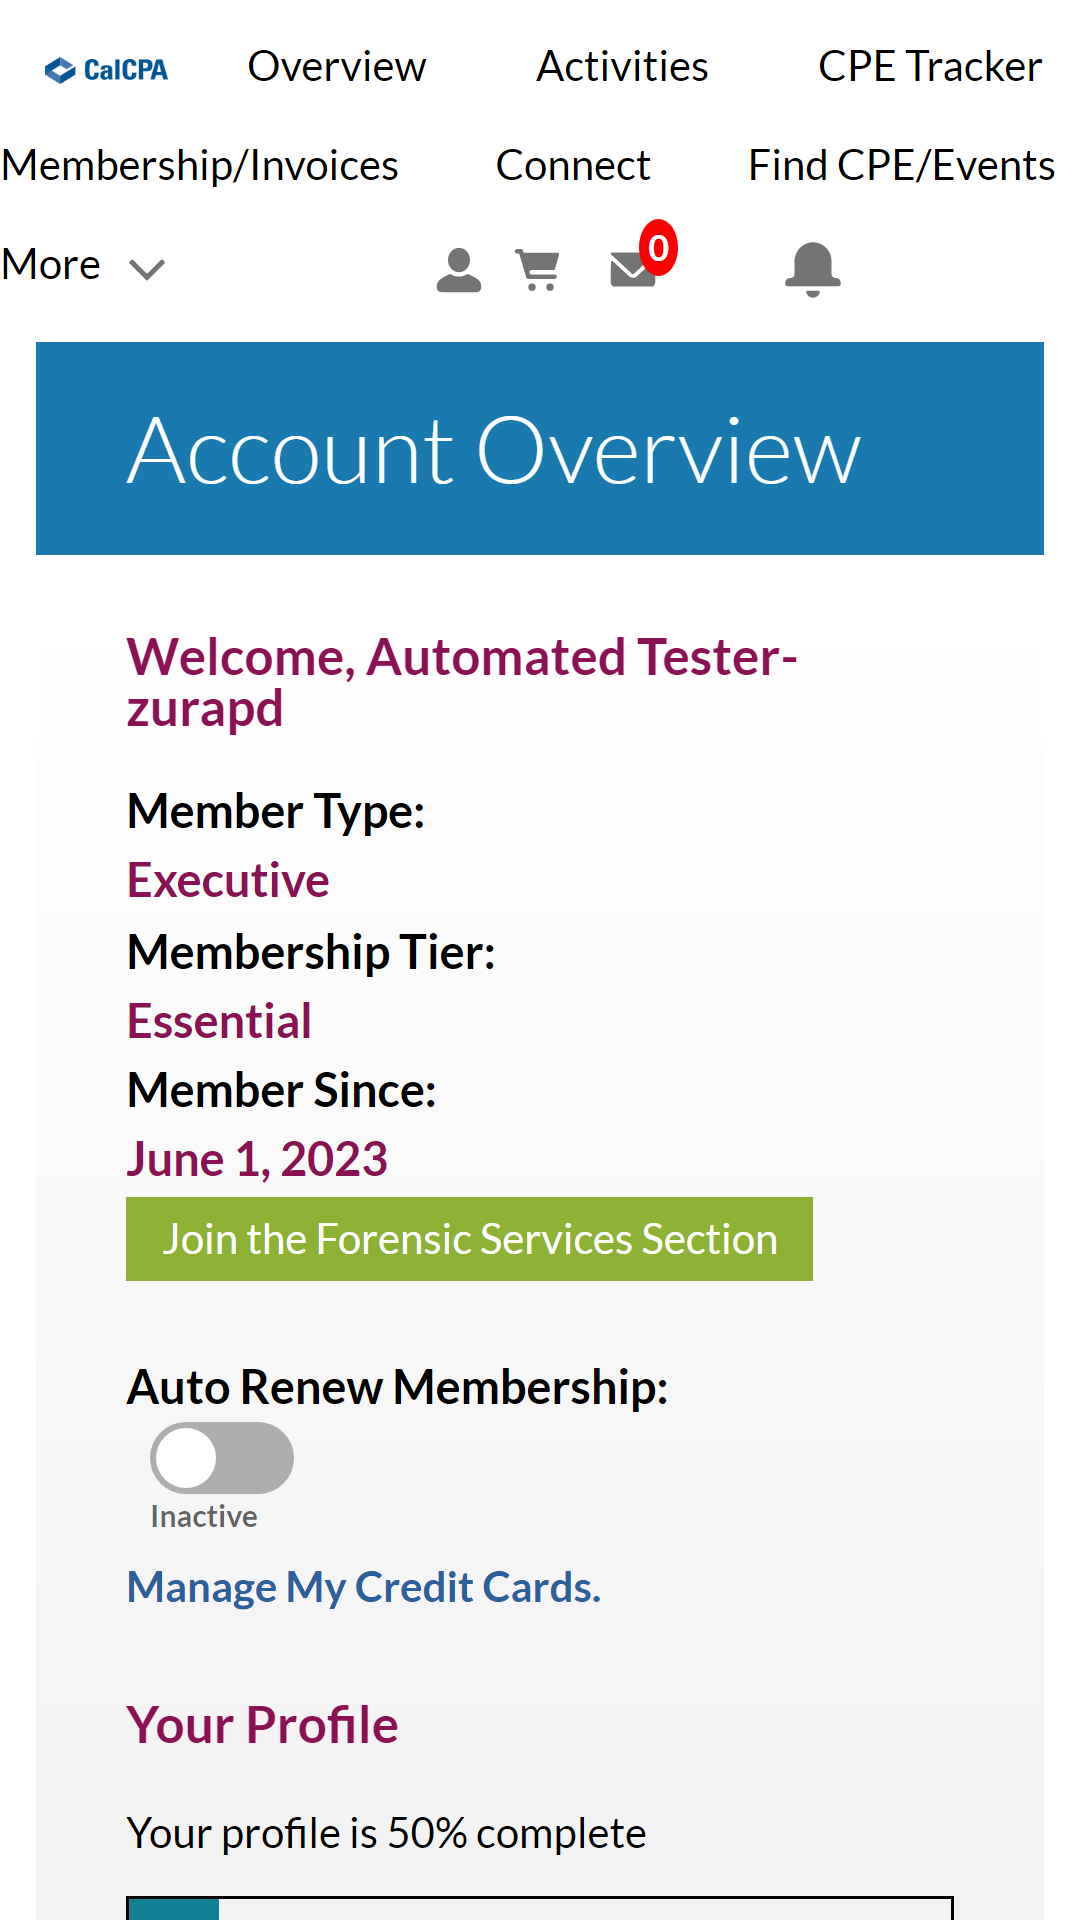 CalCPA Overview Activities CPE Tracker
Membership/Invoices Connect Find CPE/Events
More 0
Account Overview
Welcome, Automated Tester-
zurapd
Member Type:
Executive
Membership Tier:
Essential
Member Since:
June 1, 2023
Join the Forensic Services Section
Auto Renew Membership:
Inactive
Manage My Credit Cards.
Your Profile
Your profile is 50% complete